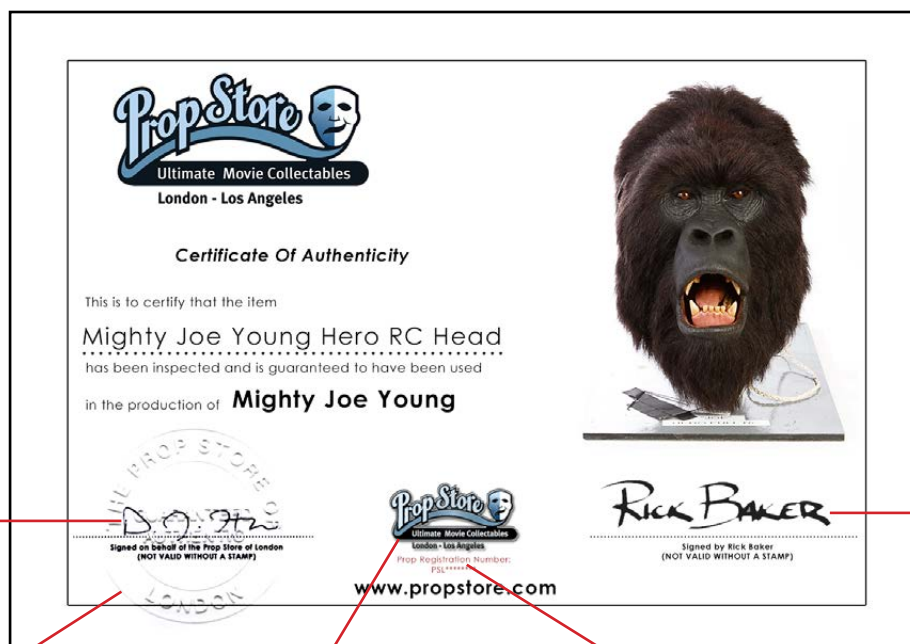 Prop Store
Ultimate Movie Collectables
London - Los Angeles
Certificate Of Authenticity
This is to certify that the item
Mighty Joe Young Hero RC Head
has been inspected and is guaranteed to have been used
in the production of Mighty Joe Young
THE PROP STORE OF
LONDON
AUTHENTIC
Signed on behalf of the Prop Store of London
(NOT VALID WITHOUT A STAMP)
Prop Store
Ultimate Movie Collectables
London - Los Angeles
Prop Registration Number:
PSL*******
www.propstore.com
RICK BAKER
Signed by Rick Baker
(NOT VALID WITHOUT A STAMP)